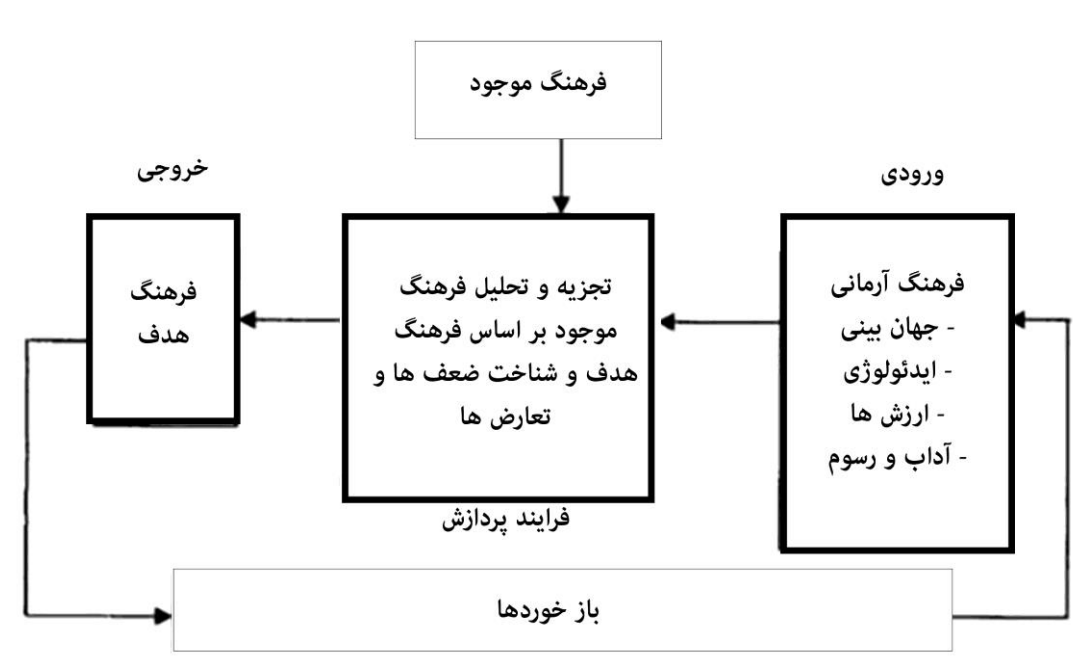 فرهنگ موجود
ورودی
فرهنگ آرمانی
- جهان بینی
- ایدئولوژی
- ارزش ها
- آداب و رسوم
تجزیه و تحلیل فرهنگ
موجود بر اساس فرهنگ
هدف و شناخت ضعف ها و
تعارض ها
فرایند پردازش
خروجی
فرهنگ
هدف
باز خوردها